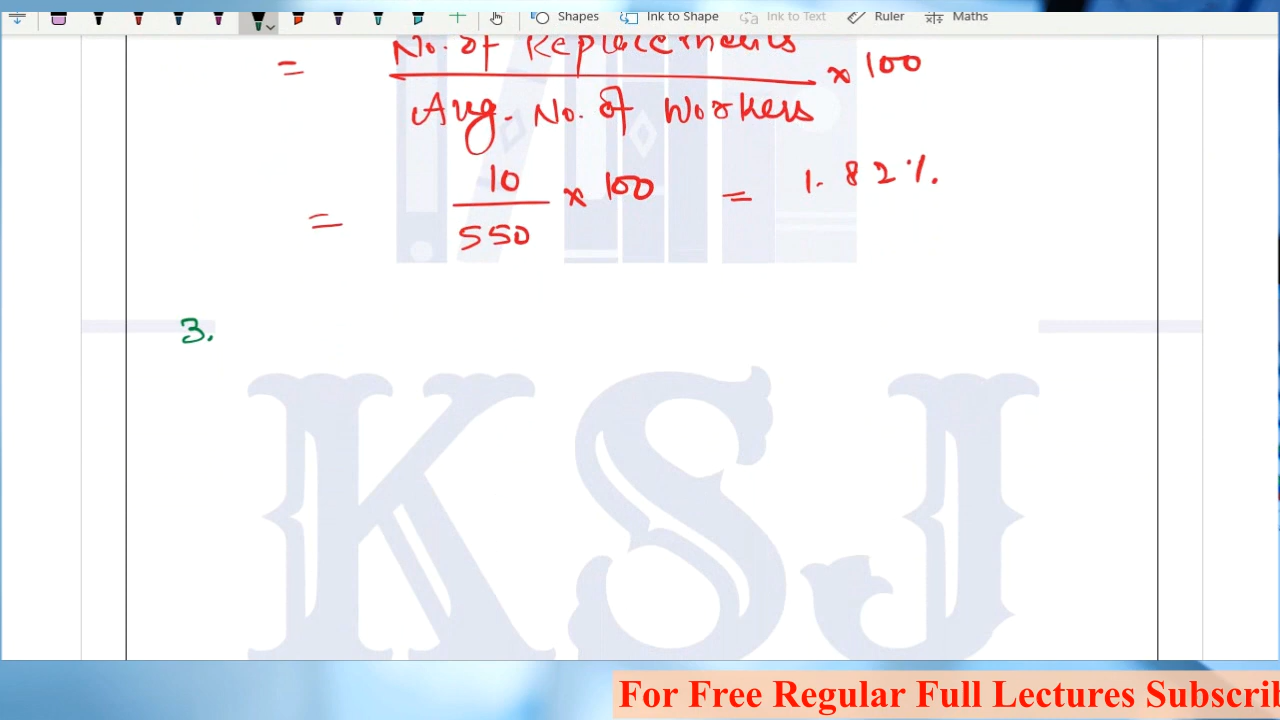 Shapes Ink to Shape Ink to Text Ruler Maths
= No. of Replacements
Avg. No. of Workers × 100
= 10
550 × 100 = 1.82%
3.
KSJ
For Free Regular Full Lectures Subscrib